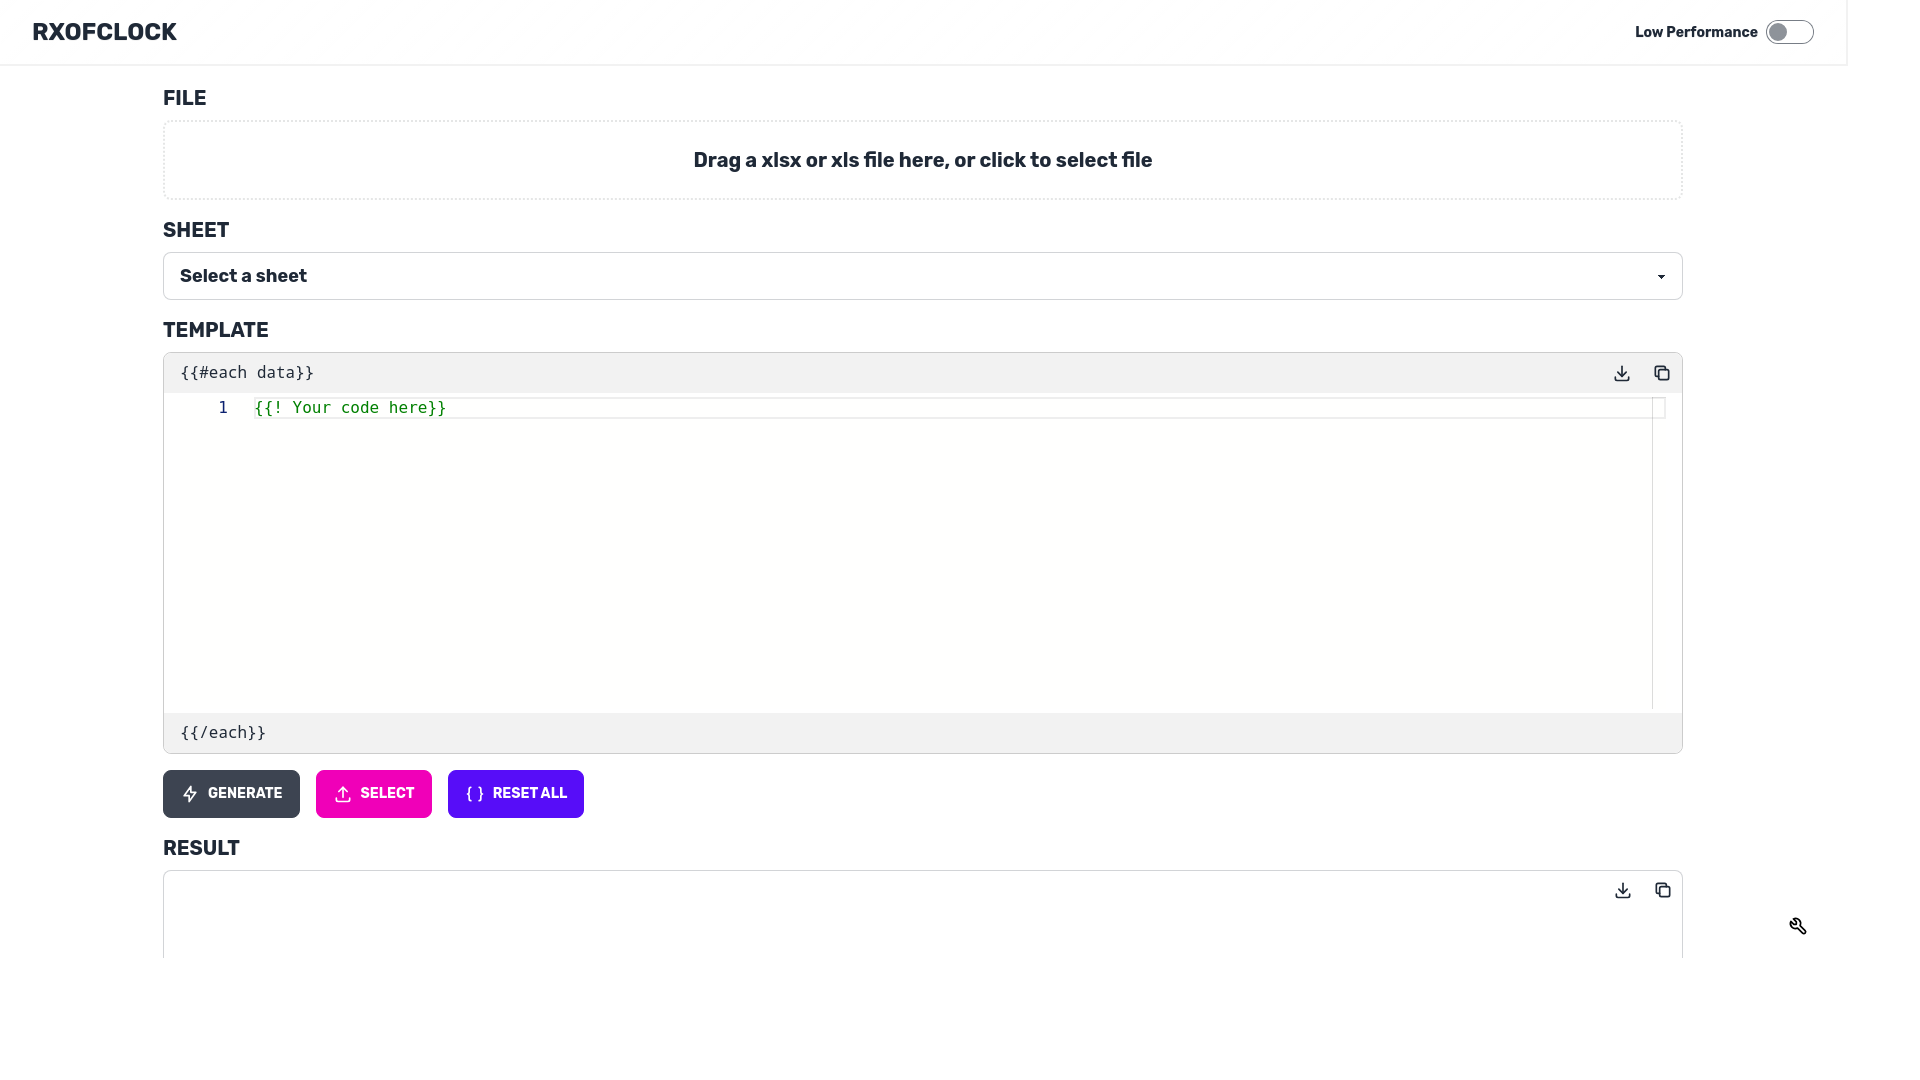 RXOFCLOCK
Low Performance
FILE
Drag a xlsx or xls file here, or click to select file
SHEET
Select a sheet
TEMPLATE
{{#each data}}
1 {{! Your code here}}
{{/each}}
GENERATE
SELECT
{ } RESET ALL
RESULT